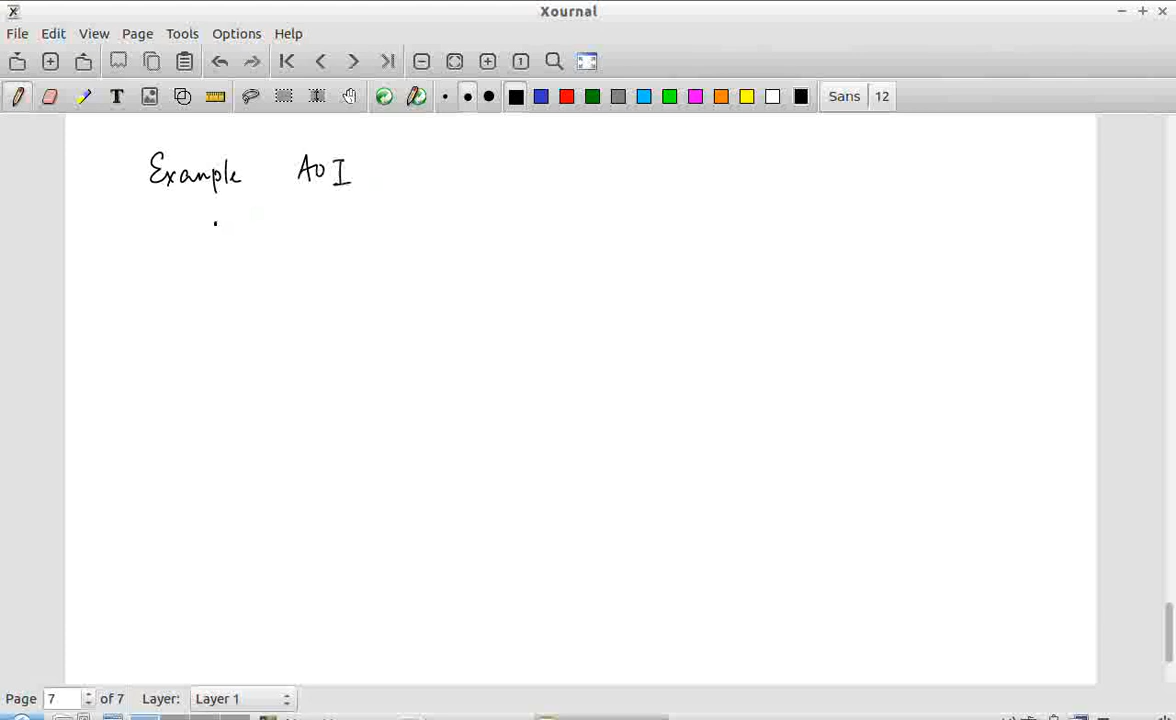 Xournal
File Edit View Page Tools Options Help
Sans 12
Example AoI
Page 7 of 7 Layer: Layer 1